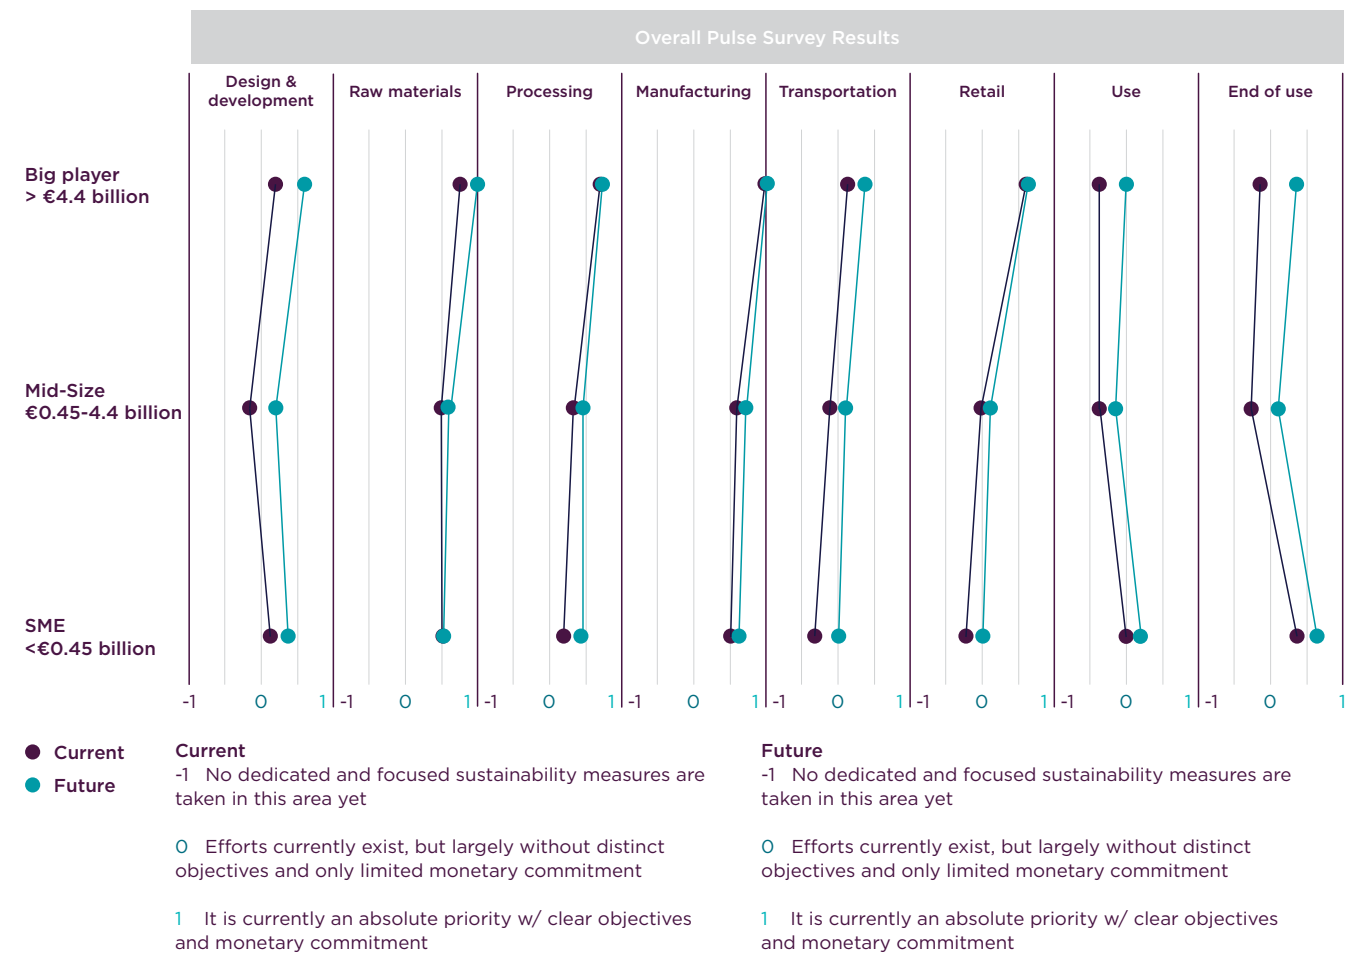 Overall Pulse Survey Results
Design &
development
Raw materials
Processing
Manufacturing
Transportation
Retail
Use
End of use
Big player
> €4.4 billion
Mid-Size
€0.45-4.4 billion
SME
<€0.45 billion
-1 0 1 -1 0 1 -1 0 1 -1 0 1 -1 0 1 -1 0 1 -1 0 1 -1 0 1
Current
Future
Current
-1 No dedicated and focused sustainability measures are
taken in this area yet
0 Efforts currently exist, but largely without distinct
objectives and only limited monetary commitment
1 It is currently an absolute priority w/ clear objectives
and monetary commitment
Future
-1 No dedicated and focused sustainability measures are
taken in this area yet
0 Efforts currently exist, but largely without distinct
objectives and only limited monetary commitment
1 It is currently an absolute priority w/ clear objectives
and monetary commitment